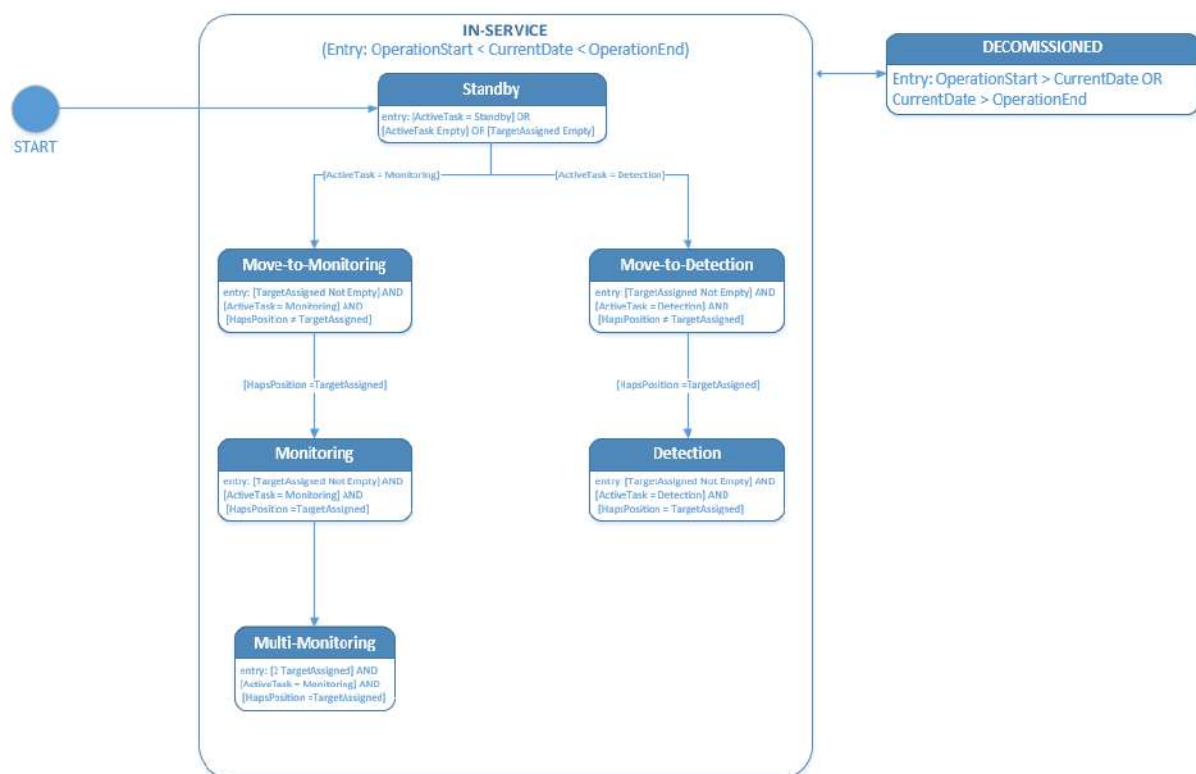 IN-SERVICE
(Entry: OperationStart < CurrentDate < OperationEnd)
DECOMISSIONED
Entry: OperationStart > CurrentDate OR
CurrentDate > OperationEnd
START
Standby
entry: [ActiveTask = Standby] OR
[ActiveTask Empty] OR [TargetAssigned Empty]
[ActiveTask = Monitoring]
[ActiveTask = Detection]
Move-to-Monitoring
entry: [TargetAssigned Not Empty] AND
[ActiveTask= Monitoring] AND
[HapsPosition ≠ TargetAssigned]
Move-to-Detection
entry: [TargetAssigned Not Empty] AND
[ActiveTask = Detection] AND
[HapsPosition ≠ TargetAssigned]
[HapsPosition =TargetAssigned]
[HapsPosition =TargetAssigned]
Monitoring
entry: [TargetAssigned Not Empty] AND
[ActiveTask= Monitoring] AND
[HapsPosition =TargetAssigned]
Detection
entry: [TargetAssigned Not Empty] AND
[ActiveTask = Detection] AND
[HapsPosition = TargetAssigned]
Multi-Monitoring
entry: [2 TargetAssigned] AND
[ActiveTask = Monitoring] AND
[HapsPosition =TargetAssigned]